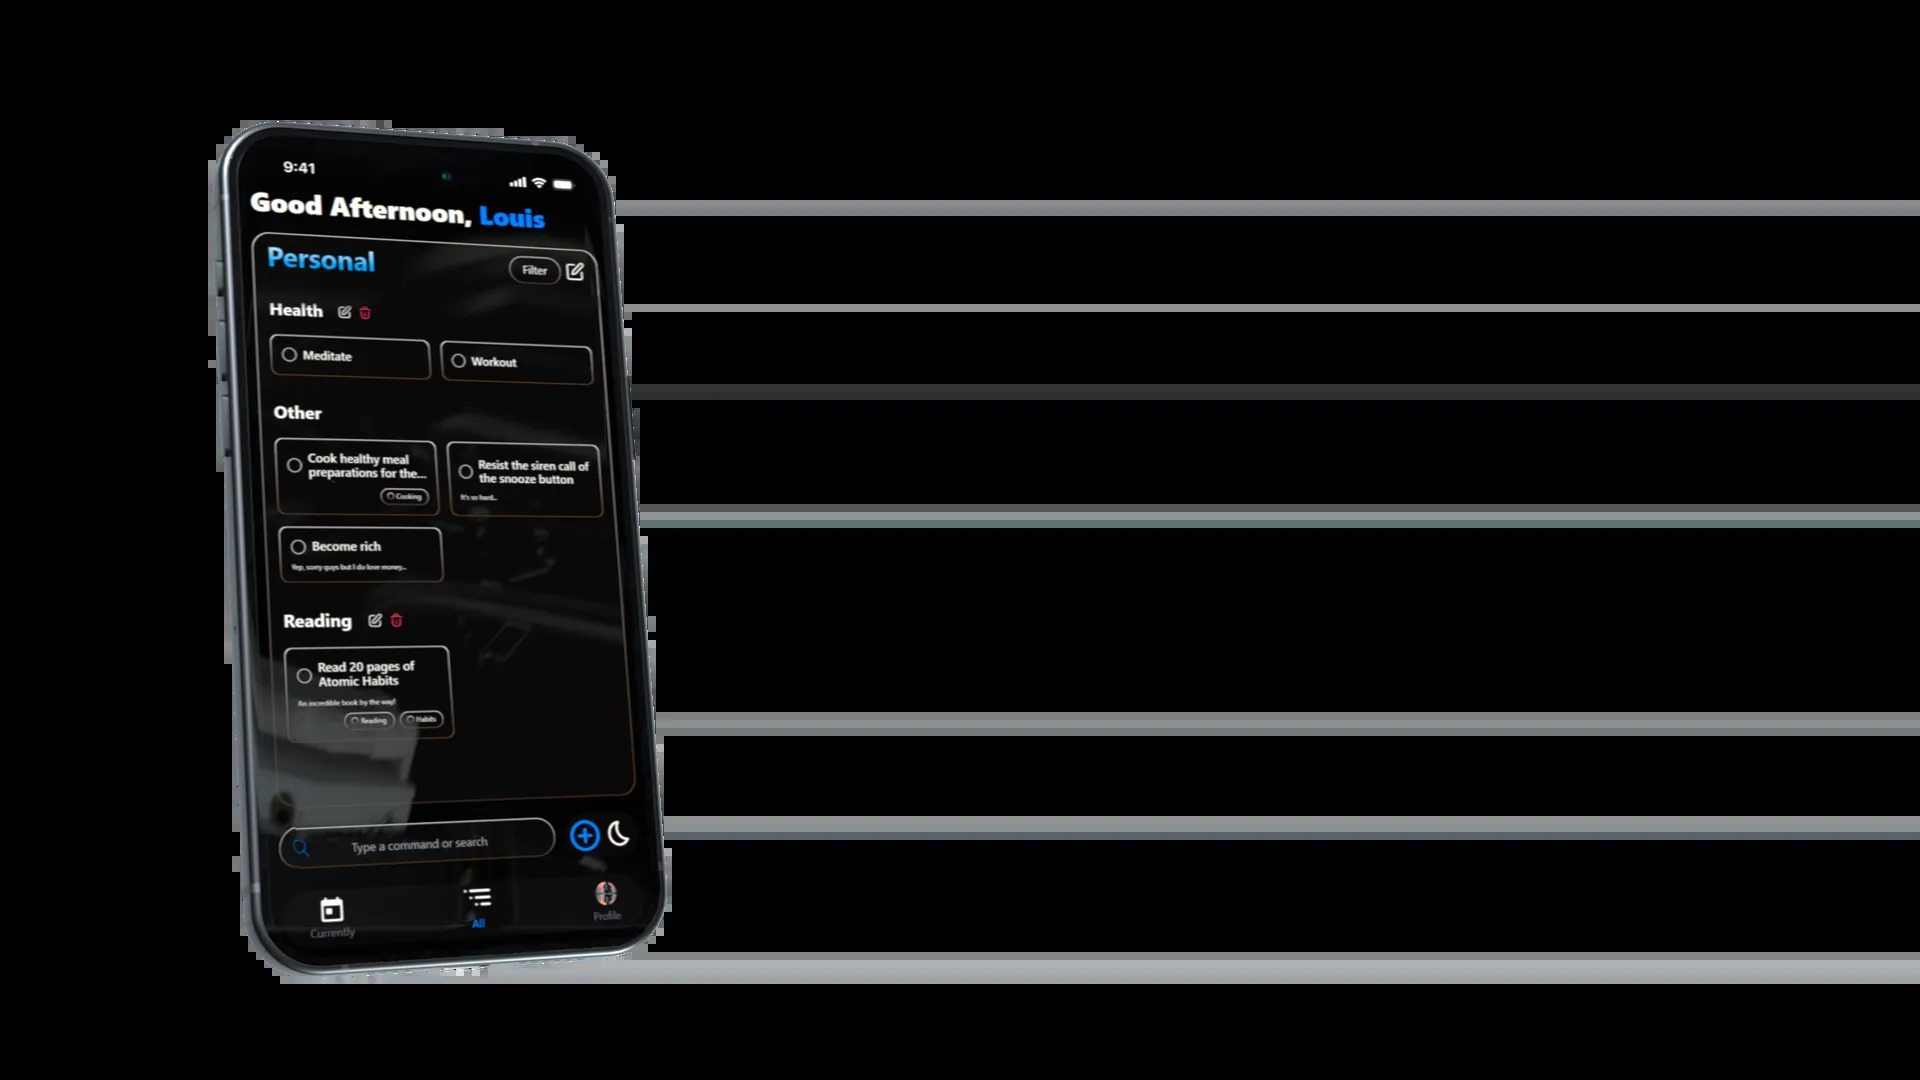 9:41
Good Afternoon, Louis
Personal
Filter
Health
Meditate
Workout
Other
Cook healthy meal
preparations for the...
Cooking
Resist the siren call of
the snooze button
It's so hard...
Become rich
Yep, sorry guys but I do love money...
Reading
Read 20 pages of
Atomic Habits
An incredible book by the way!
Reading
Habits
Type a command or search
Currently
All
Profile